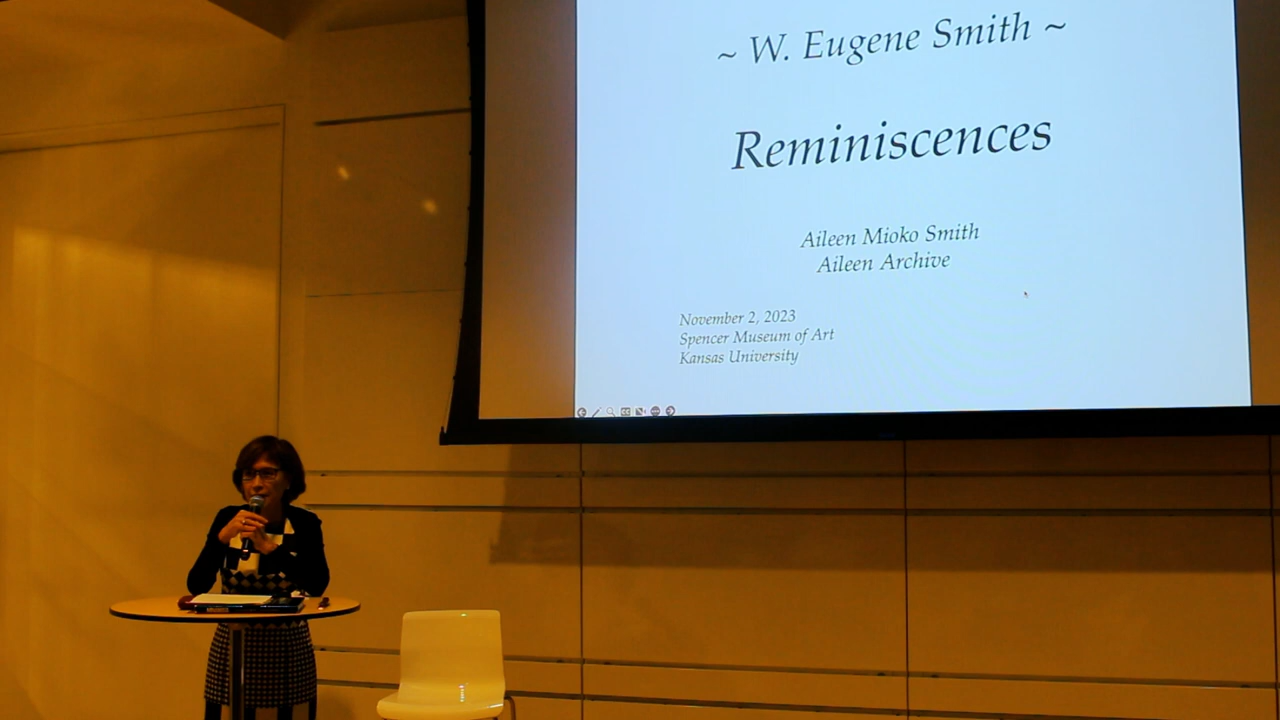 ~ W. Eugene Smith ~
Reminiscences
Aileen Mioko Smith
Aileen Archive
November 2, 2023
Spencer Museum of Art
Kansas University